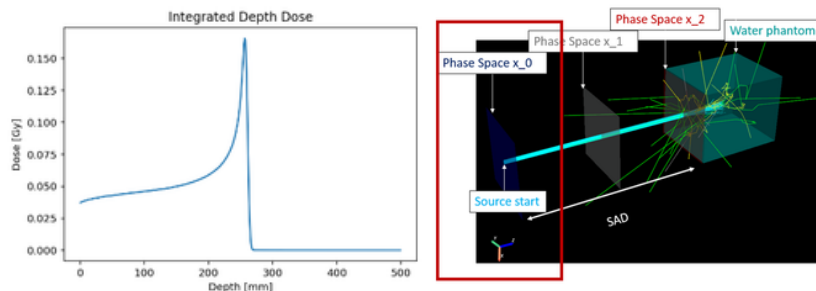 Integrated Depth Dose
Dose [Gy]
0.150
0.125
0.100
0.075
0.050
0.025
0.000
0
100
200
300
400
500
Depth [mm]
Phase Space x_2
Water phantom
Phase Space x_1
Phase Space x_0
Source start
SAD